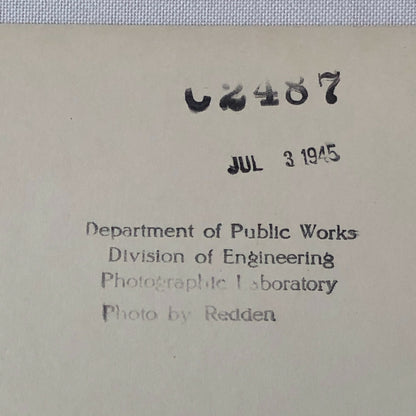 C2487
JUL 3 1945
Department of Public Works
Division of Engineering
Photographic Laboratory
Photo by Redden